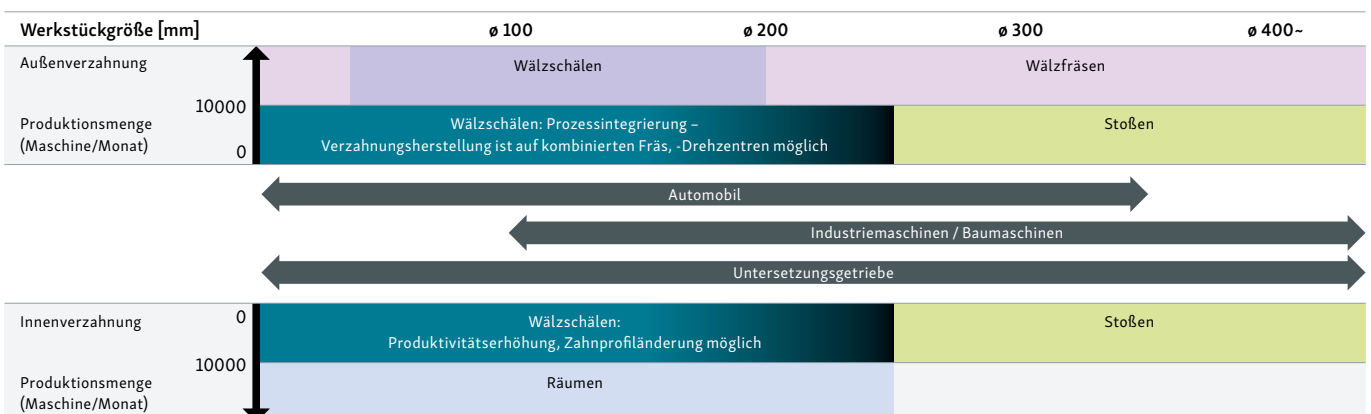 Werkstückgröße [mm] ø 100 ø 200 ø 300 ø 400~
Außenverzahnung Wälzschälen Wälzfräsen
10000
Produktionsmenge
(Maschine/Monat)
0
Wälzschälen: Prozessintegrierung –
Verzahnungsherstellung ist auf kombinierten Fräs, -Drehzentren möglich
Stoßen
Automobil
Industriemaschinen / Baumaschinen
Untersetzungsgetriebe
Innenverzahnung 0
Wälzschälen:
Produktivitätserhöhung, Zahnprofiländerung möglich
Stoßen
10000
Produktionsmenge
(Maschine/Monat)
Räumen